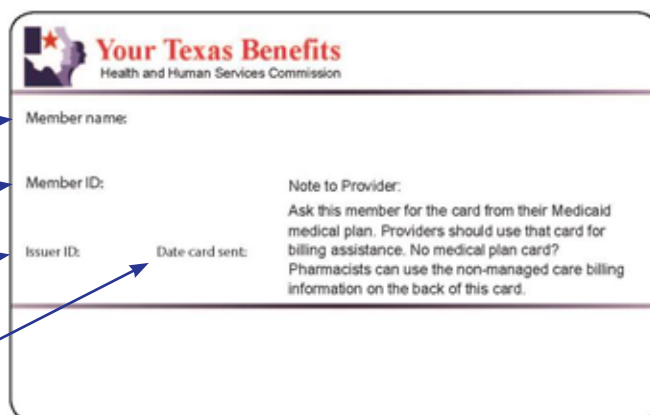 Your Texas Benefits
Health and Human Services Commission
Member name:
Member ID:
Note to Provider:
Ask this member for the card from their Medicaid
medical plan. Providers should use that card for
Issuer ID:
Date card sent:
billing assistance. No medical plan card?
Pharmacists can use the non-managed care billing
information on the back of this card.